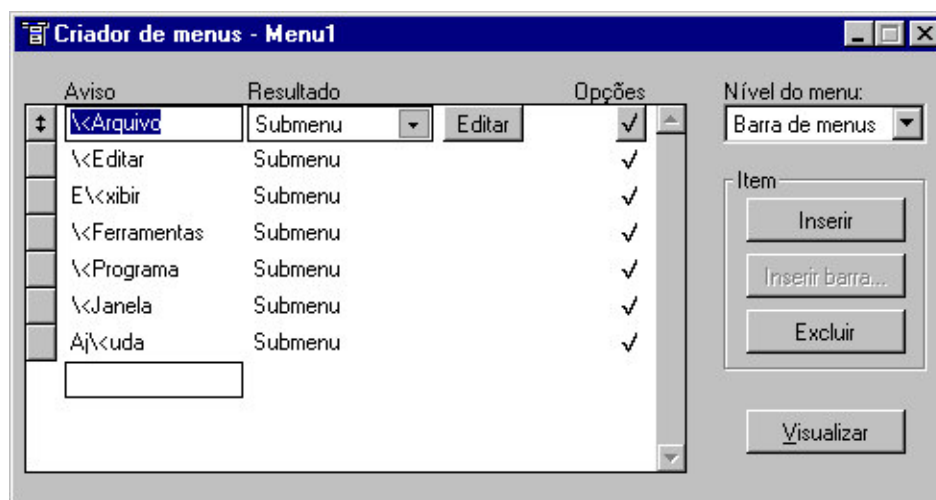 Criador de menus - Menu1
Aviso Resultado Opções Nível do menu:
\<Arquivo Submenu Editar √ Barra de menus
\<Editar Submenu √
E\<xibir Submenu √ Item
\<Ferramentas Submenu √ Inserir
\<Programa Submenu √ Inserir barra...
\<Janela Submenu √ Excluir
Aj\<uda Submenu √
Visualizar